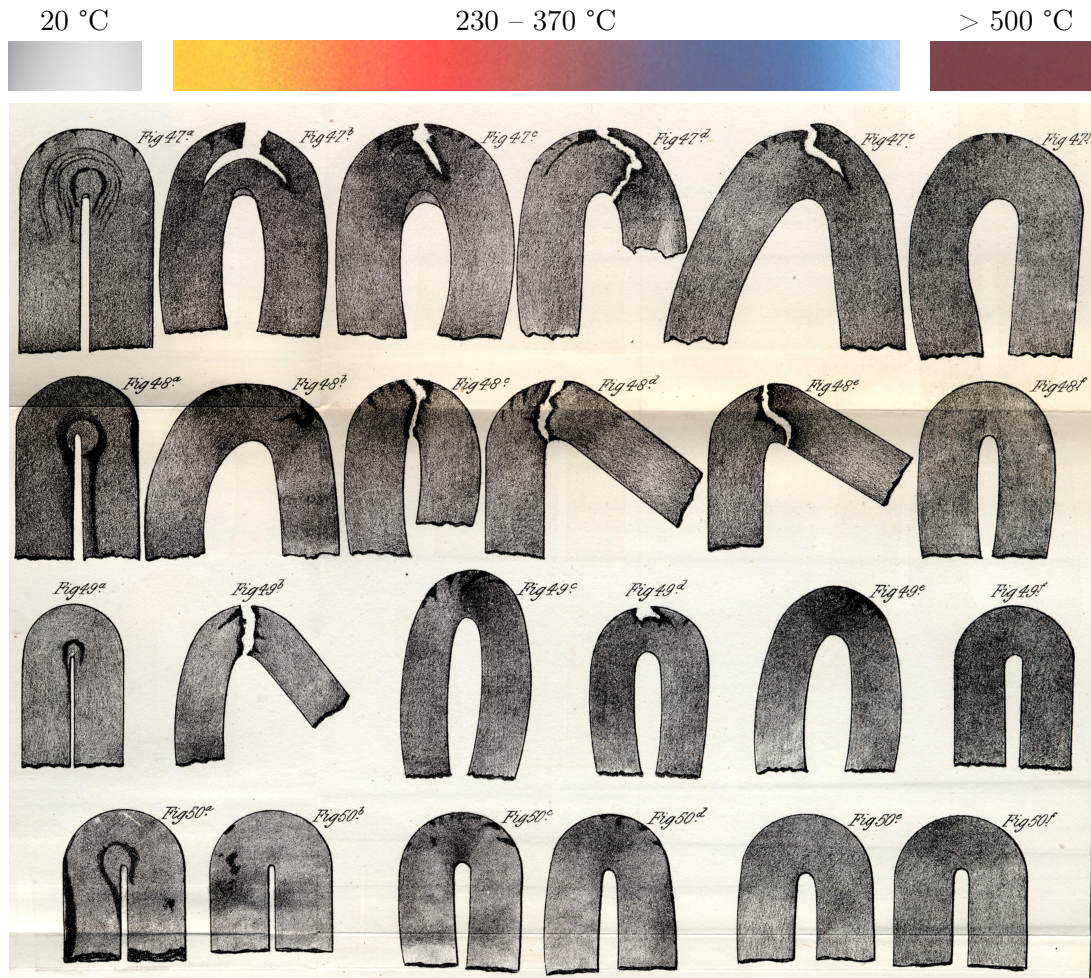 20 °C
230 – 370 °C
> 500 °C
Fig 47.a
Fig 47.b
Fig 47.c
Fig 47.d
Fig 47.e
Fig 47.
Fig 48.a
Fig 48.b
Fig 48.c
Fig 48.d
Fig 48.e
Fig 48.f
Fig 49.a
Fig 49.b
Fig 49.c
Fig 49.d
Fig 49.e
Fig 49.f
Fig 50.a
Fig 50.b
Fig 50.c
Fig 50.d
Fig 50.e
Fig 50.f